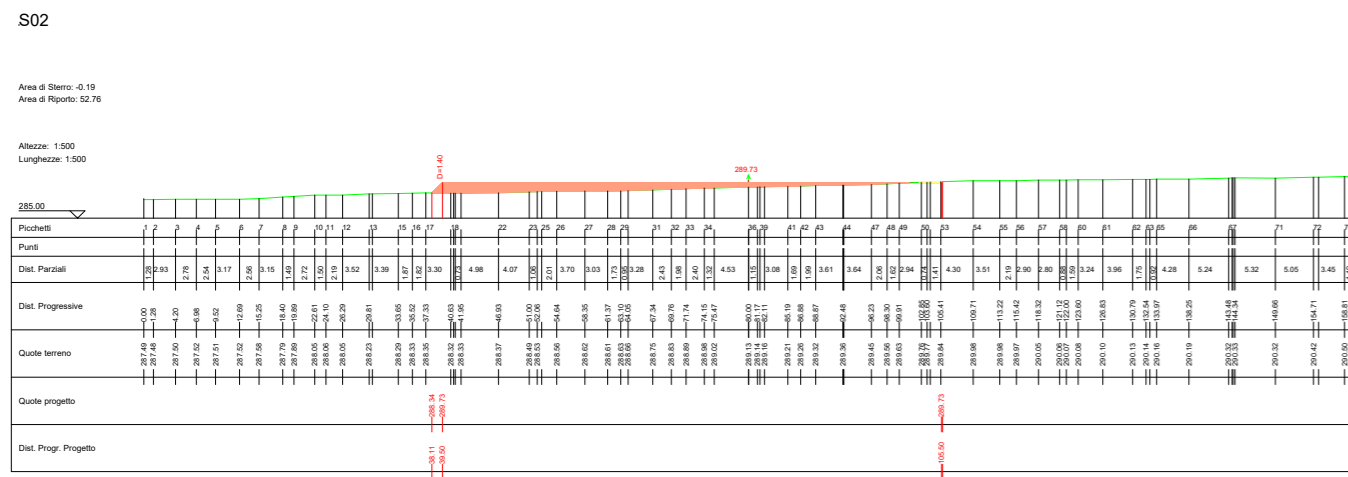 S02
Area di Sterro: -0.19
Area di Riporto: 52.76
Altezze: 1:500
Lunghezze: 1:500
D=1.40
289.73
285.00
Picchetti 1 2 3 4 5 6 7 8 9 10 11 12 13 15 16 17 18 22 23 25 26 27 28 29 31 32 33 34 36 39 41 42 43 44 47 48 49 50 53 54 55 56 57 58 60 61 62 63 65 66 67 71 72
Punti
Dist. Parziali 1.28 2.93 2.78 2.54 3.17 2.56 3.15 1.49 2.72 1.50 2.19 3.52 3.39 1.87 1.82 3.30 0.73 4.98 4.07 1.06 2.01 3.70 3.03 1.73 0.95 3.28 2.43 1.98 2.40 1.32 4.53 1.15 3.08 1.69 1.99 3.61 3.64 2.06 1.62 2.94 0.74 1.41 4.30 3.51 2.19 2.90 2.80 0.88 1.59 3.24 3.96 1.75 0.92 4.28 5.24 5.32 5.05 3.45
Dist. Progressive 0.00 1.28 4.20 6.98 9.52 12.69 15.25 18.40 19.89 22.61 24.10 26.29 29.81 33.65 35.52 37.33 40.63 41.95 46.93 51.00 52.06 54.64 58.35 61.37 63.10 64.05 67.34 69.76 71.74 74.15 75.47 80.00 81.17 82.11 85.19 86.88 88.87 92.48 96.23 98.30 99.91 102.85 103.60 105.41 109.71 113.22 115.42 118.32 121.12 122.00 123.60 126.83 130.79 132.54 133.97 138.25 143.48 144.34 149.66 154.71 158.81
Quote terreno 287.49 287.48 287.50 287.52 287.51 287.52 287.58 287.79 287.89 288.05 288.06 288.05 288.23 288.29 288.33 288.35 288.32 288.33 288.37 288.49 288.53 288.56 288.62 288.61 288.63 288.66 288.75 288.83 288.89 288.98 289.02 289.13 289.14 289.16 289.21 289.26 289.32 289.36 289.45 289.56 289.63 289.76 289.77 289.84 289.98 289.98 289.97 290.05 290.06 290.07 290.08 290.10 290.13 290.14 290.16 290.19 290.32 290.33 290.32 290.42 290.50
Quote progetto 288.34 289.73 289.73
Dist. Progr. Progetto 38.11 39.50 105.50